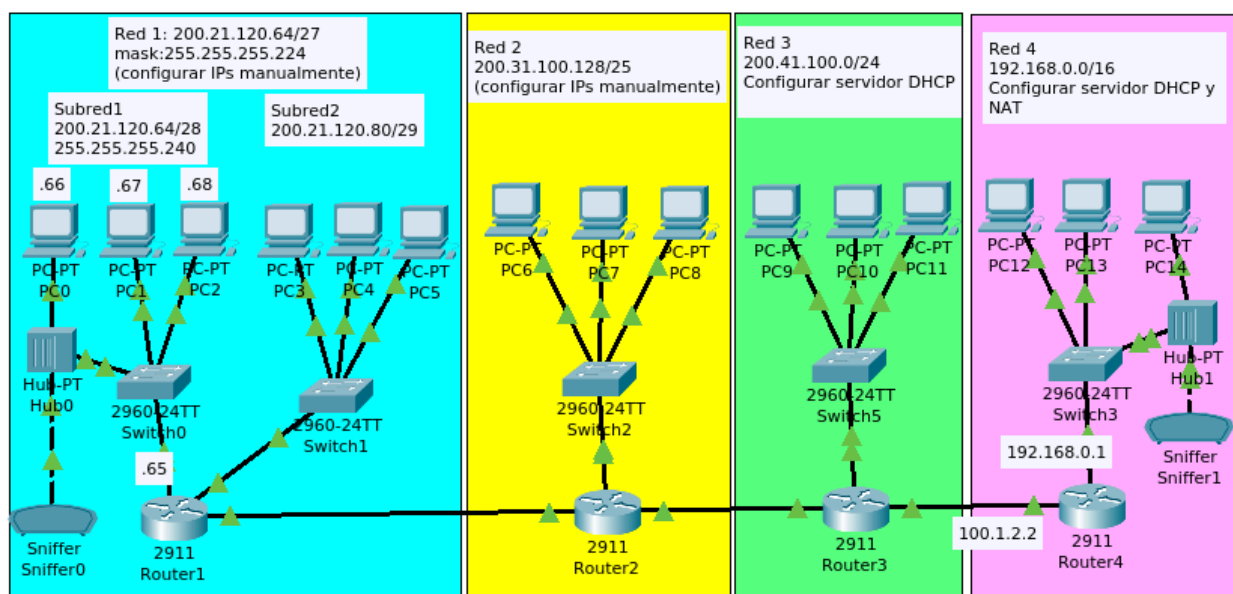 Red 1: 200.21.120.64/27
mask:255.255.255.224
(configurar IPs manualmente)
Subred1
200.21.120.64/28
255.255.255.240
Subred2
200.21.120.80/29
.66
.67
.68
PC-PT
PC0
PC-PT
PC1
PC-PT
PC2
PC-PT
PC3
PC-PT
PC4
PC-PT
PC5
Hub-PT
Hub0
2960-24TT
Switch0
2960-24TT
Switch1
.65
Sniffer
Sniffer0
2911
Router1
Red 2
200.31.100.128/25
(configurar IPs manualmente)
PC-P
PC6
PC-PT
PC7
PC-PT
PC8
2960-24TT
Switch2
2911
Router2
Red 3
200.41.100.0/24
Configurar servidor DHCP
PC-PT
PC9
PC-PT
PC10
PC-PT
PC11
2960-24TT
Switch5
2911
Router3
Red 4
192.168.0.0/16
Configurar servidor DHCP y
NAT
PC-PT
PC12
PC-PT
PC13
PC-PT
PC14
Hub-PT
Hub1
2960-24TT
Switch3
192.168.0.1
Sniffer
Sniffer1
100.1.2.2
2911
Router4